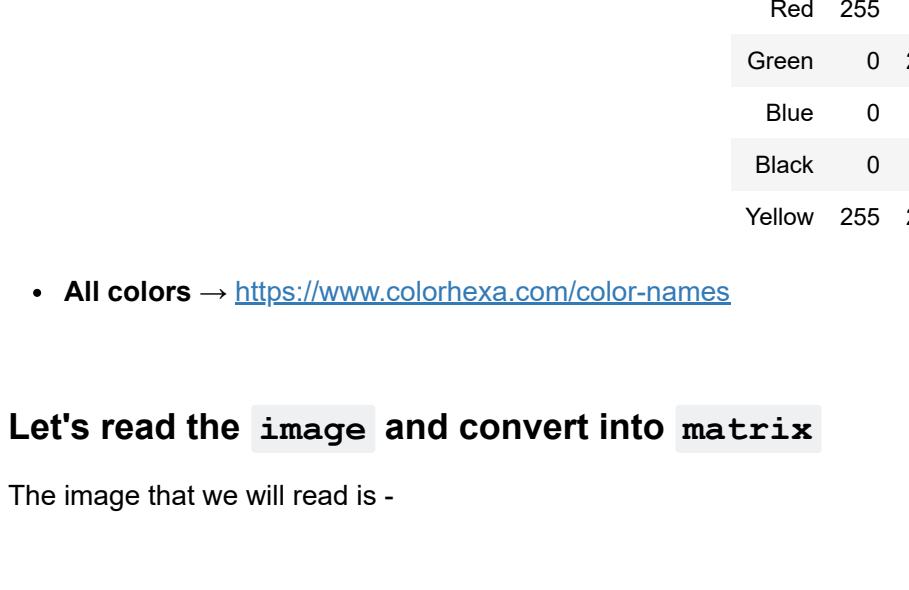 Red 255
Green 0
Blue 0
Black 0
Yellow 255
• All colors → https://www.colorhexa.com/color-names
Let's read the image and convert into matrix
The image that we will read is -